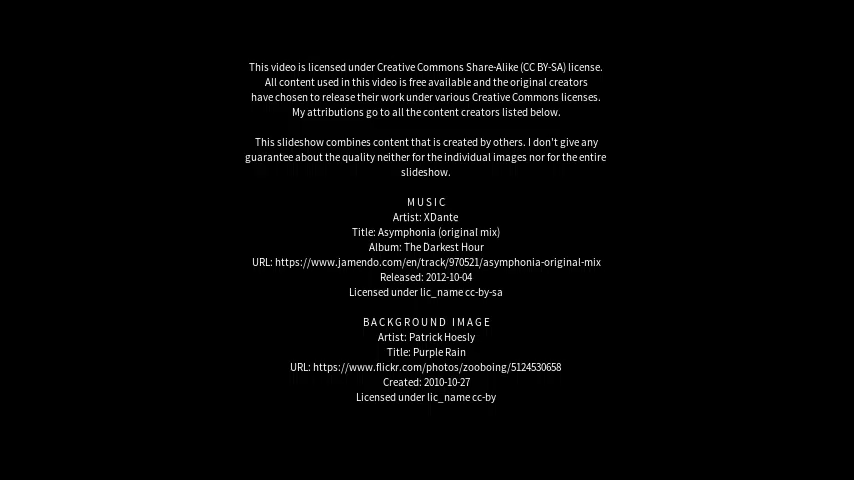 This video is licensed under Creative Commons Share-Alike (CC BY-SA) license.
All content used in this video is free available and the original creators
have chosen to release their work under various Creative Commons licenses.
My attributions go to all the content creators listed below.
This slideshow combines content that is created by others. I don't give any
guarantee about the quality neither for the individual images nor for the entire
slideshow.
MUSIC
Artist: XDante
Title: Asymphonia (original mix)
Album: The Darkest Hour
URL: https://www.jamendo.com/en/track/970521/asymphonia-original-mix
Released: 2012-10-04
Licensed under lic_name cc-by-sa
BACKGROUND IMAGE
Artist: Patrick Hoesly
Title: Purple Rain
URL: https://www.flickr.com/photos/zooboing/5124530658
Created: 2010-10-27
Licensed under lic_name cc-by